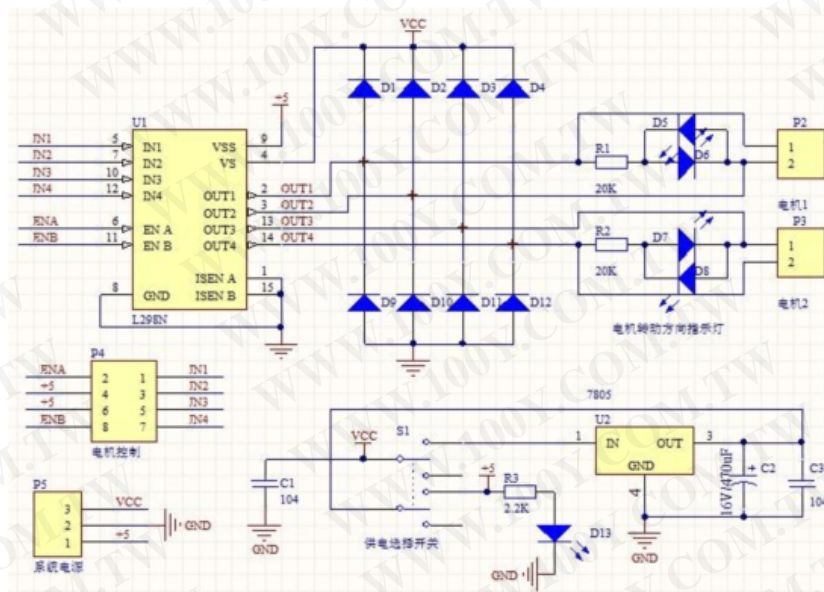 VCC
D1 D2 D3 D4
+5
U1
IN1 5 IN1 VSS 9
IN2 7 IN2 VS 4
IN3 10 IN3
IN4 12 IN4 OUT1 2 OUT1
OUT2 3 OUT2
ENA 6 EN A OUT3 13 OUT3
ENB 11 EN B OUT4 14 OUT4
ISEN A 1
8 GND ISEN B 15
L298N
D5 P2
R1 D6 1
20K 2
电机1
P3
R2 D7 1
20K D8 2
电机2
电机转动方向指示灯
D9 D10 D11 D12
P4
ENA 2 1 IN1
+5 4 3 IN2
+5 6 5 IN3
ENB 8 7 IN4
电机控制
P5
3 VCC
2 GND
1 +5
系统电源
7805
S1 U2
VCC 1 IN OUT 3
GND
4
C1
104
GND
+5 R3
2.2K
D13
GND
供电选择开关
GND
16V/470uF
C2
C3
104
WWW.100Y.COM.TW